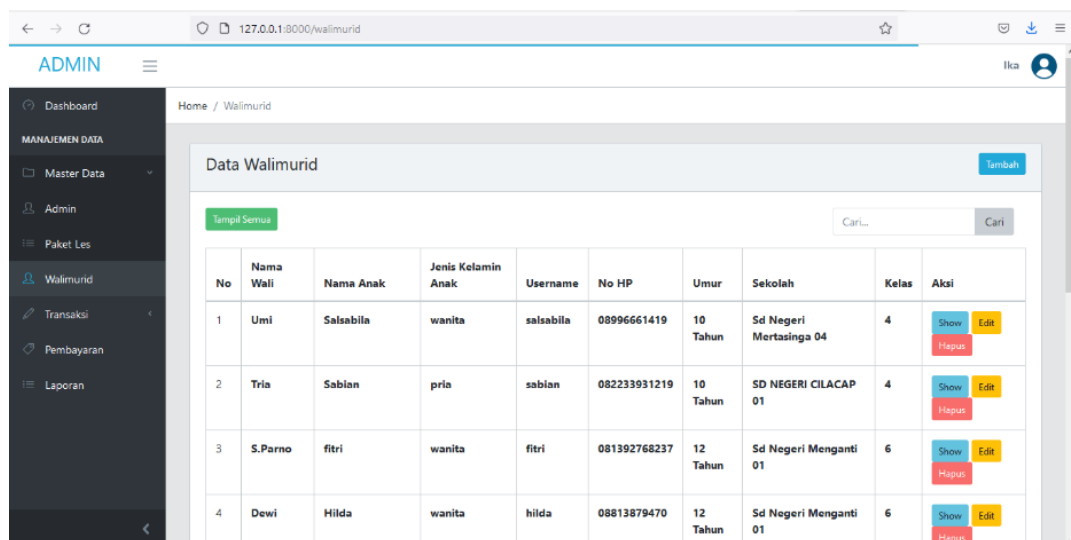 127.0.0.1:8000/walimurid
ADMIN
Ika
Dashboard
Home / Walimurid
MANAJEMEN DATA
Master Data
Admin
Paket Les
Walimurid
Transaksi
Pembayaran
Laporan
Data Walimurid
Tambah
Tampil Semua
Cari...
Cari
No Nama Wali Nama Anak Jenis Kelamin Anak Username No HP Umur Sekolah Kelas Aksi
1 Umi Salsabila wanita salsabila 08996661419 10 Tahun Sd Negeri Mertasinga 04 4 Show Edit Hapus
2 Tria Sabian pria sabian 082233931219 10 Tahun SD NEGERI CILACAP 01 4 Show Edit Hapus
3 S.Parno fitri wanita fitri 081392768237 12 Tahun Sd Negeri Menganti 01 6 Show Edit Hapus
4 Dewi Hilda wanita hilda 08813879470 12 Tahun Sd Negeri Menganti 01 6 Show Edit Hapus